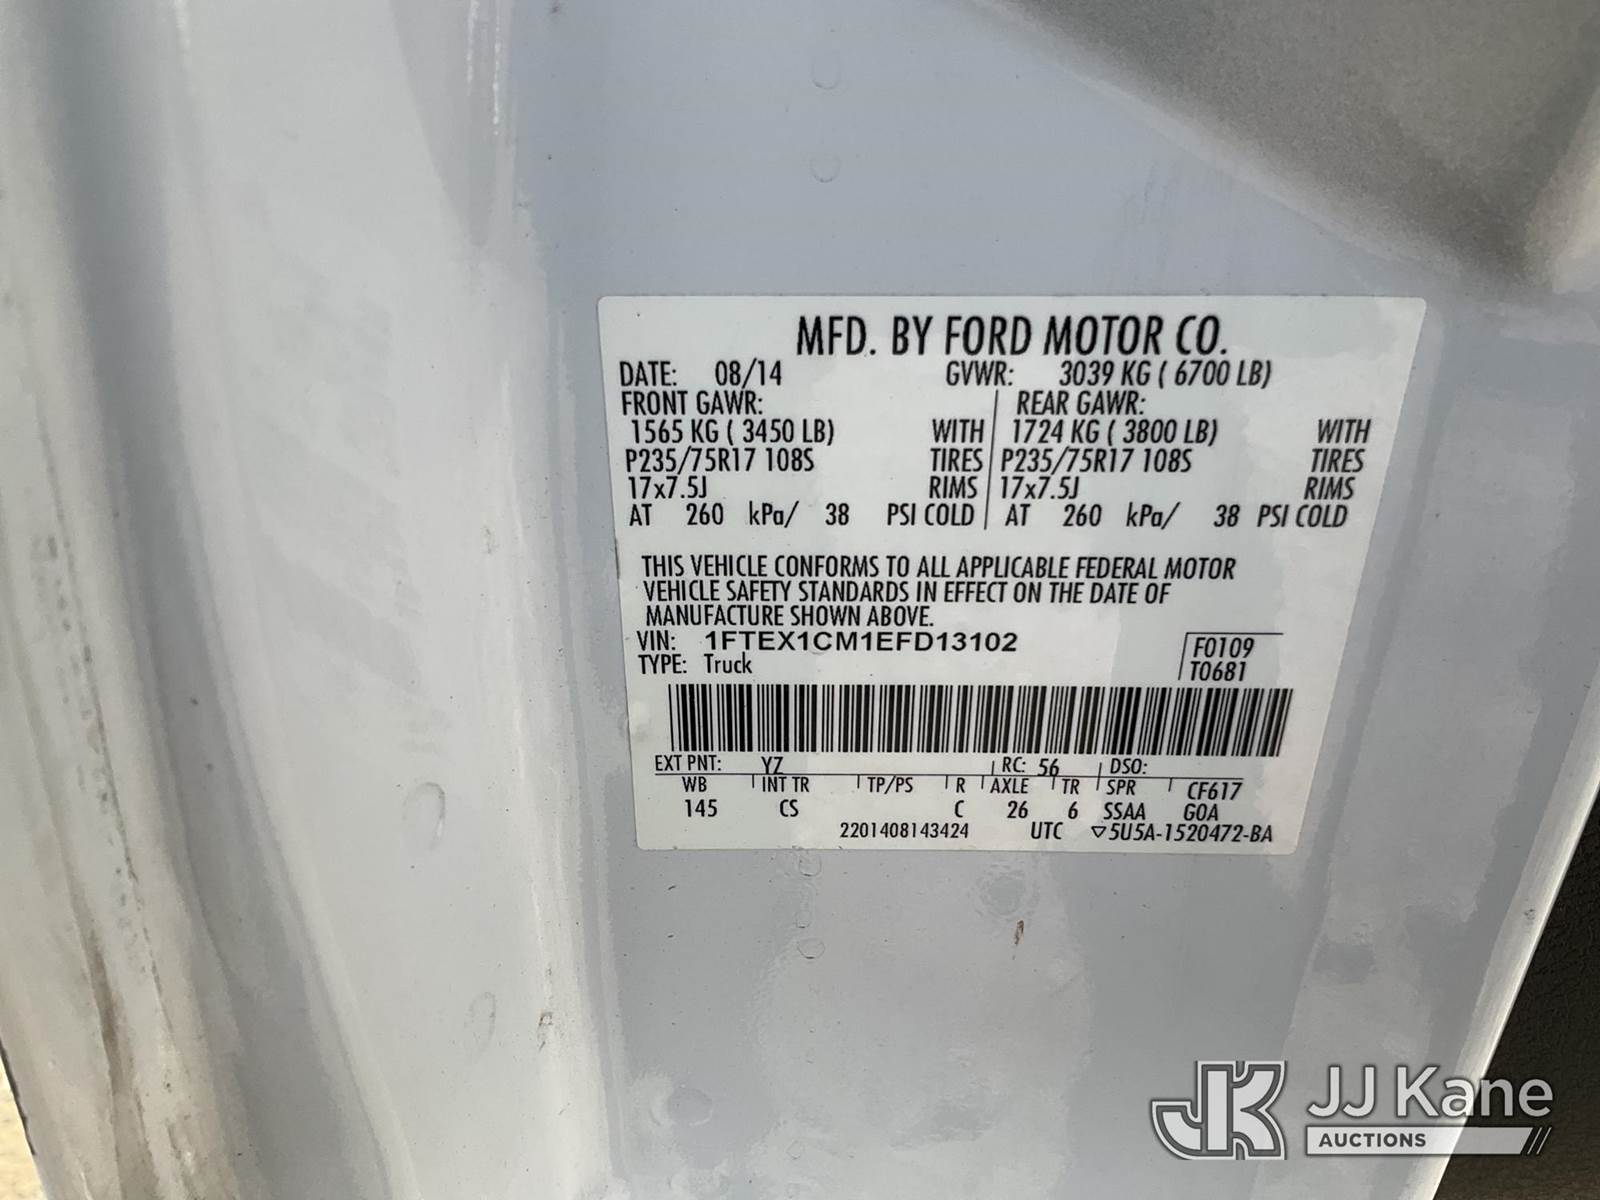 MFD. BY FORD MOTOR CO.
DATE: 08/14 GVWR: 3039 KG ( 6700 LB)
FRONT GAWR: REAR GAWR:
1565 KG ( 3450 LB) WITH 1724 KG ( 3800 LB) WITH
P235/75R17 108S TIRES P235/75R17 108S TIRES
17x7.5J RIMS 17x7.5J RIMS
AT 260 kPa/ 38 PSI COLD AT 260 kPa/ 38 PSI COLD
THIS VEHICLE CONFORMS TO ALL APPLICABLE FEDERAL MOTOR
VEHICLE SAFETY STANDARDS IN EFFECT ON THE DATE OF
MANUFACTURE SHOWN ABOVE.
VIN: 1FTEX1CM1EFD13102 F0109
TYPE: Truck T0681
EXT PNT: YZ RC: 56 DSO:
WB INT TR TP/PS R AXLE TR SPR CF617
145 CS C 26 6 SSAA GOA
2201408143424 UTC ▽5U5A-1520472-BA
JK JJ Kane
AUCTIONS